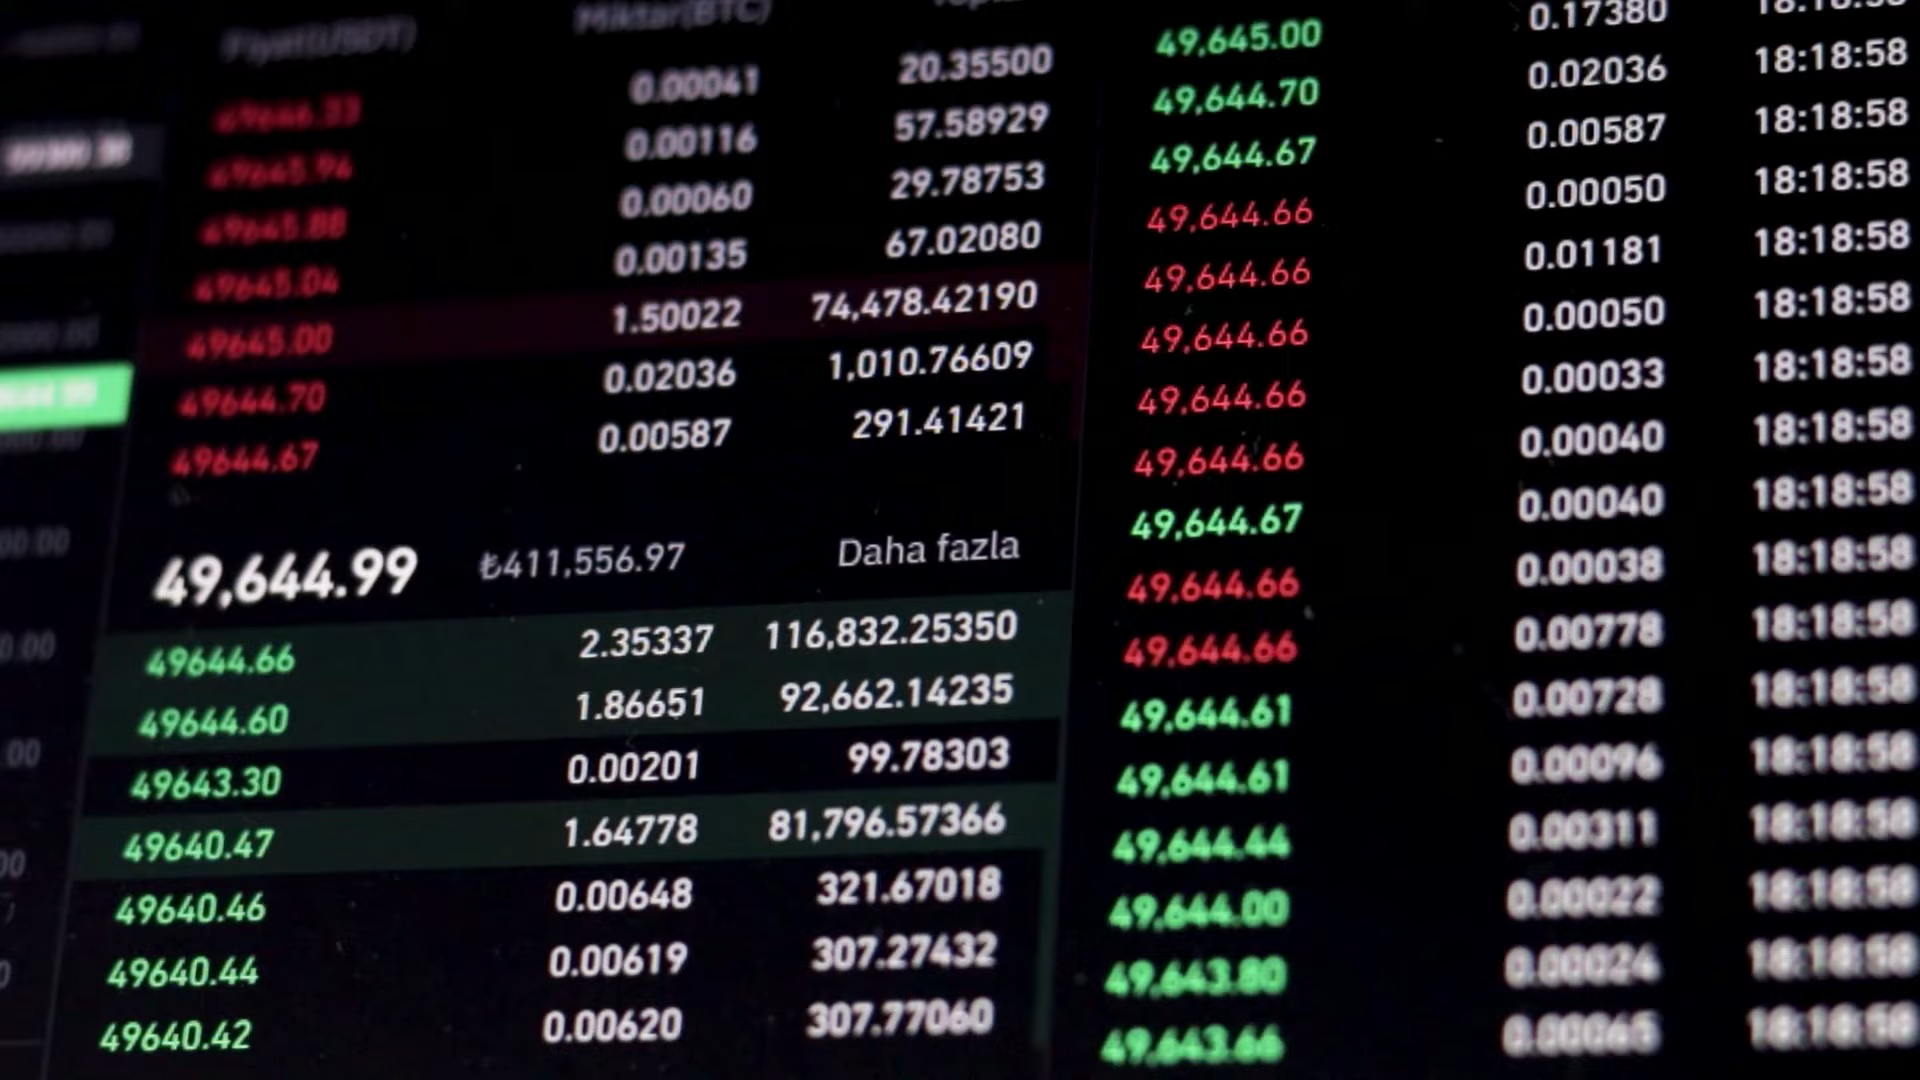 Fiyat(USDT) Miktar(BTC)
49646.33 0.00041 20.35500
49645.94 0.00116 57.58929
49645.88 0.00060 29.78753
49645.04 0.00135 67.02080
49645.00 1.50022 74,478.42190
49644.70 0.02036 1,010.76609
49644.67 0.00587 291.41421
49,644.99 ₺411,556.97 Daha fazla
49644.66 2.35337 116,832.25350
49644.60 1.86651 92,662.14235
49643.30 0.00201 99.78303
49640.47 1.64778 81,796.57366
49640.46 0.00648 321.67018
49640.44 0.00619 307.27432
49640.42 0.00620 307.77060
49,645.00 0.17380 18:18:58
49,644.70 0.02036 18:18:58
49,644.67 0.00587 18:18:58
49,644.66 0.00050 18:18:58
49,644.66 0.01181 18:18:58
49,644.66 0.00050 18:18:58
49,644.66 0.00033 18:18:58
49,644.66 0.00040 18:18:58
49,644.67 0.00040 18:18:58
49,644.66 0.00038 18:18:58
49,644.66 0.00778 18:18:58
49,644.61 0.00728 18:18:58
49,644.61 0.00096 18:18:58
49,644.44 0.00311 18:18:58
49,644.00 0.00022 18:18:58
49,643.80 0.00024 18:18:58
49,643.66 0.00065 18:18:58